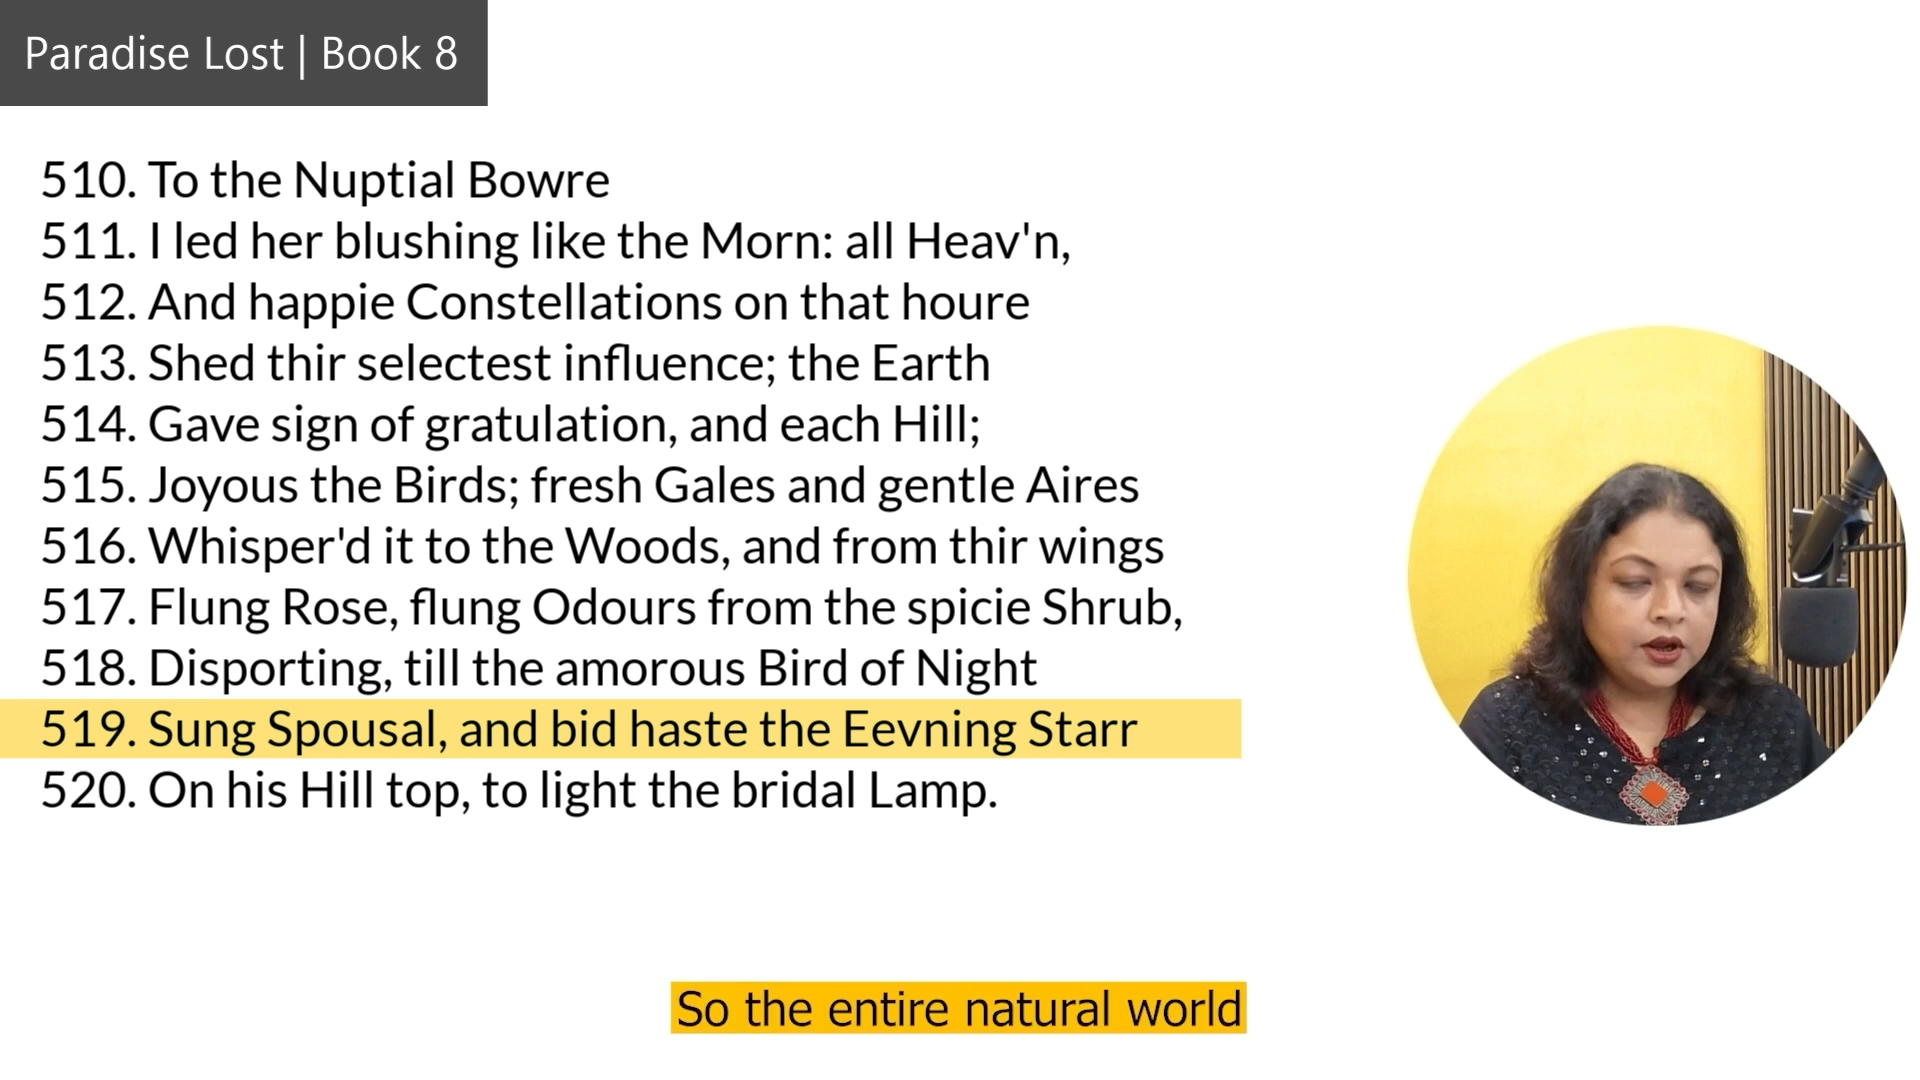 Paradise Lost | Book 8
510. To the Nuptial Bowre
511. I led her blushing like the Morn: all Heav'n,
512. And happie Constellations on that houre
513. Shed thir selectest influence; the Earth
514. Gave sign of gratulation, and each Hill;
515. Joyous the Birds; fresh Gales and gentle Aires
516. Whisper'd it to the Woods, and from thir wings
517. Flung Rose, flung Odours from the spicie Shrub,
518. Disporting, till the amorous Bird of Night
519. Sung Spousal, and bid haste the Eevning Starr
520. On his Hill top, to light the bridal Lamp.
So the entire natural world